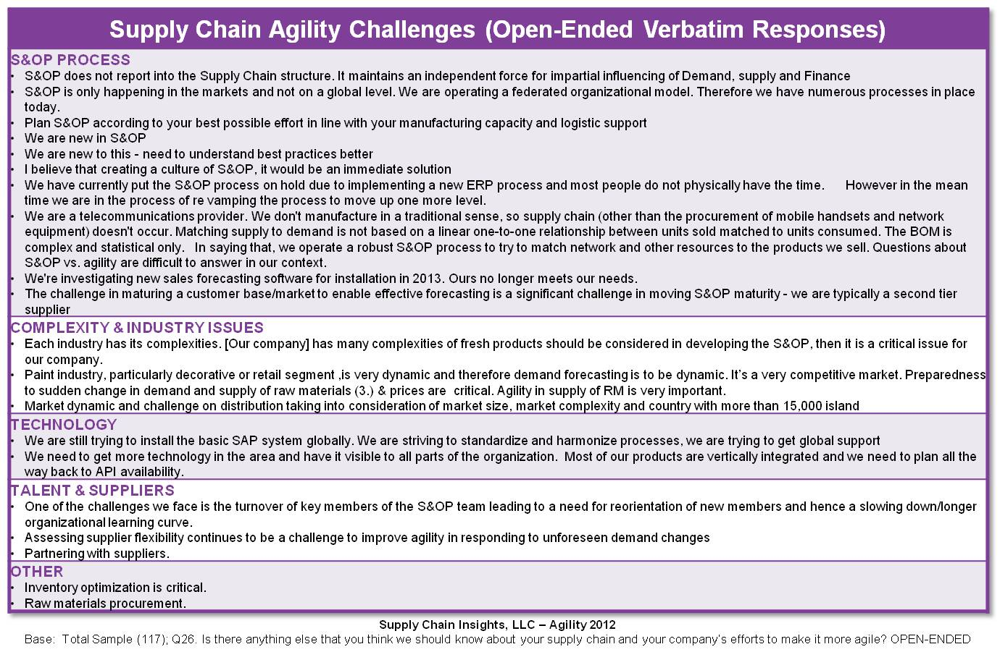 Supply Chain Agility Challenges (Open-Ended Verbatim Responses)
S&OP PROCESS
• S&OP does not report into the Supply Chain structure. It maintains an independent force for impartial influencing of Demand, supply and Finance
• S&OP is only happening in the markets and not on a global level. We are operating a federated organizational model. Therefore we have numerous processes in place
today.
• Plan S&OP according to your best possible effort in line with your manufacturing capacity and logistic support
• We are new in S&OP
• We are new to this - need to understand best practices better
• I believe that creating a culture of S&OP, it would be an immediate solution
• We have currently put the S&OP process on hold due to implementing a new ERP process and most people do not physically have the time. However in the mean
time we are in the process of re vamping the process to move up one more level.
• We are a telecommunications provider. We don't manufacture in a traditional sense, so supply chain (other than the procurement of mobile handsets and network
equipment) doesn't occur. Matching supply to demand is not based on a linear one-to-one relationship between units sold matched to units consumed. The BOM is
complex and statistical only. In saying that, we operate a robust S&OP process to try to match network and other resources to the products we sell. Questions about
S&OP vs. agility are difficult to answer in our context.
• We're investigating new sales forecasting software for installation in 2013. Ours no longer meets our needs.
• The challenge in maturing a customer base/market to enable effective forecasting is a significant challenge in moving S&OP maturity - we are typically a second tier
supplier
COMPLEXITY & INDUSTRY ISSUES
• Each industry has its complexities. [Our company] has many complexities of fresh products should be considered in developing the S&OP, then it is a critical issue for
our company.
• Paint industry, particularly decorative or retail segment ,is very dynamic and therefore demand forecasting is to be dynamic. It's a very competitive market. Preparedness
to sudden change in demand and supply of raw materials (3.) & prices are critical. Agility in supply of RM is very important.
• Market dynamic and challenge on distribution taking into consideration of market size, market complexity and country with more than 15,000 island
TECHNOLOGY
• We are still trying to install the basic SAP system globally. We are striving to standardize and harmonize processes, we are trying to get global support
• We need to get more technology in the area and have it visible to all parts of the organization. Most of our products are vertically integrated and we need to plan all the
way back to API availability.
TALENT & SUPPLIERS
• One of the challenges we face is the turnover of key members of the S&OP team leading to a need for reorientation of new members and hence a slowing down/longer
organizational learning curve.
• Assessing supplier flexibility continues to be a challenge to improve agility in responding to unforeseen demand changes
• Partnering with suppliers.
OTHER
• Inventory optimization is critical.
• Raw materials procurement.
Supply Chain Insights, LLC – Agility 2012
Base: Total Sample (117); Q26. Is there anything else that you think we should know about your supply chain and your company's efforts to make it more agile? OPEN-ENDED